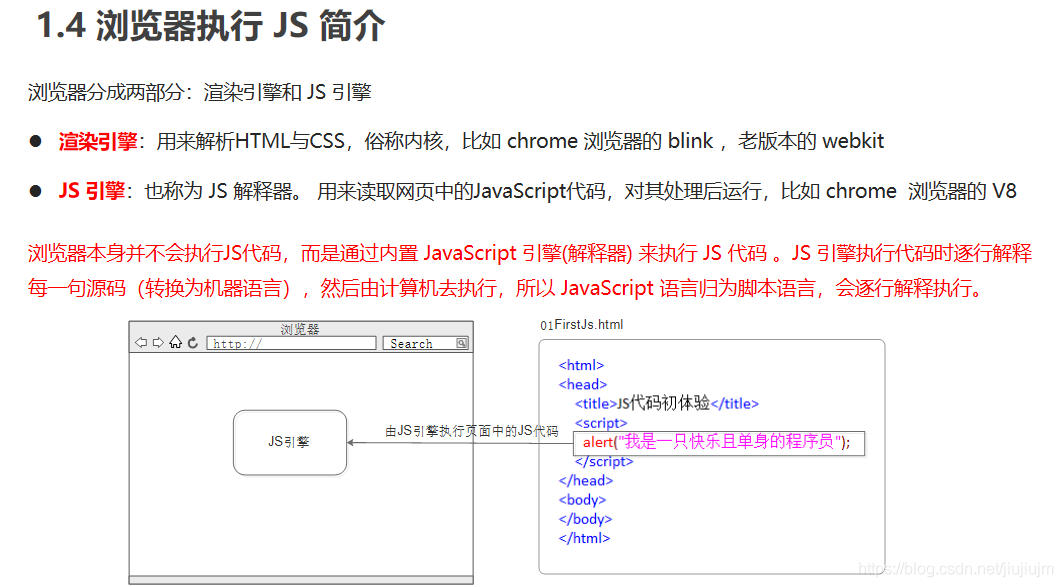 1.4 浏览器执行 JS 简介
浏览器分成两部分：渲染引擎和 JS 引擎
● 渲染引擎：用来解析HTML与CSS，俗称内核，比如 chrome 浏览器的 blink ，老版本的 webkit
● JS 引擎：也称为 JS 解释器。 用来读取网页中的JavaScript代码，对其处理后运行，比如 chrome 浏览器的 V8
浏览器本身并不会执行JS代码，而是通过内置 JavaScript 引擎(解释器) 来执行 JS 代码 。JS 引擎执行代码时逐行解释
每一句源码（转换为机器语言），然后由计算机去执行，所以 JavaScript 语言归为脚本语言，会逐行解释执行。
浏览器
http://
Search
JS引擎
由JS引擎执行页面中的JS代码
01FirstJs.html
<html>
<head>
<title>JS代码初体验</title>
<script>
alert("我是一只快乐且单身的程序员");
</script>
</head>
<body>
</body>
</html>
https://blog.csdn.net/jiujiujm